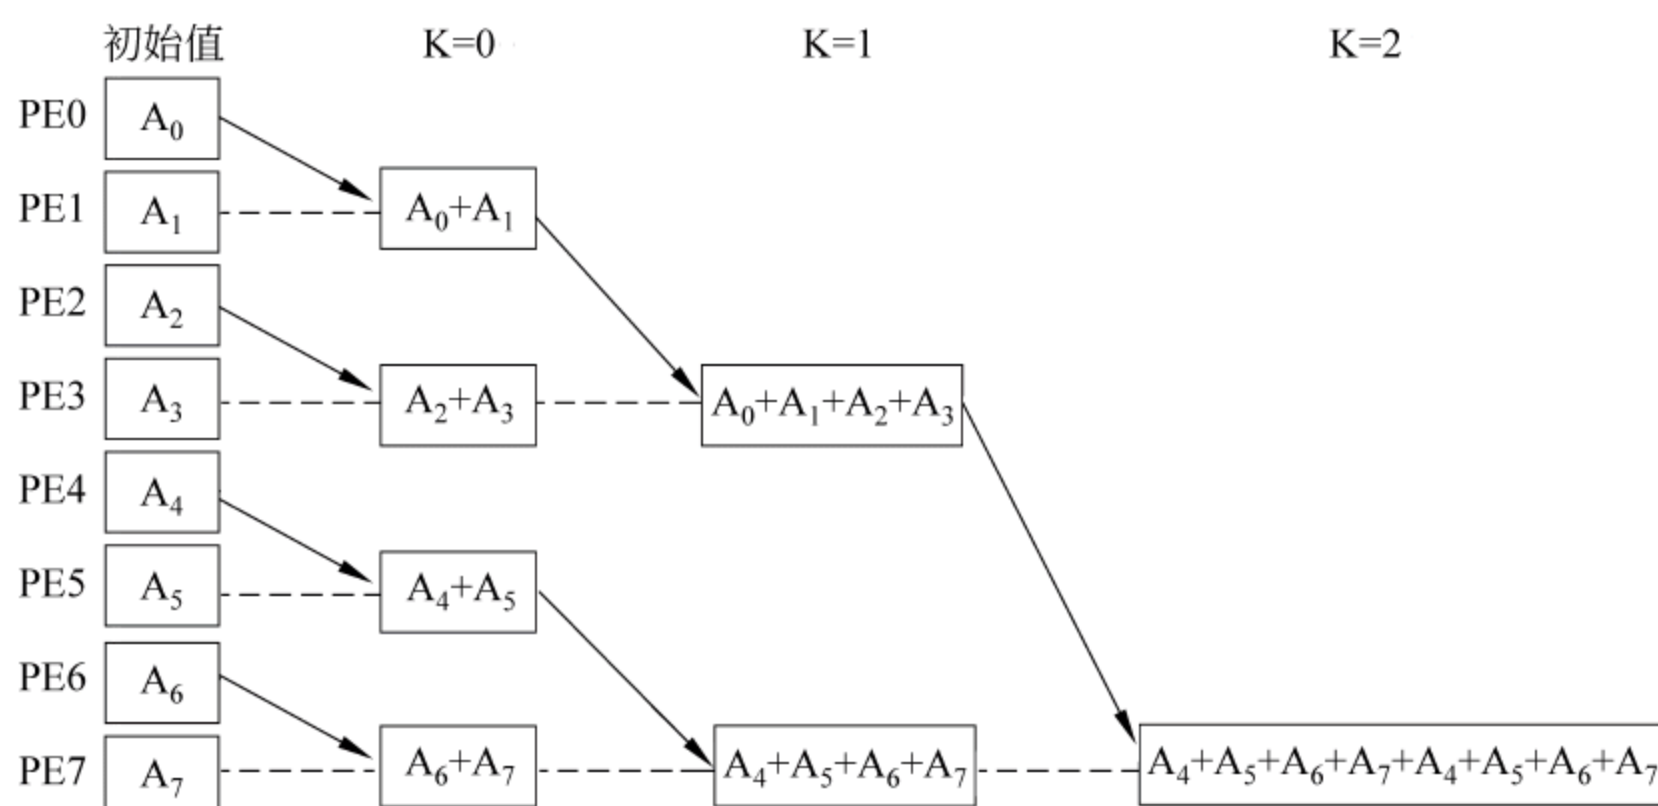 初始值 K=0 K=1 K=2
PE0 A₀
PE1 A₁ A₀+A₁
PE2 A₂
PE3 A₃ A₂+A₃ A₀+A₁+A₂+A₃
PE4 A₄
PE5 A₅ A₄+A₅
PE6 A₆
PE7 A₇ A₆+A₇ A₄+A₅+A₆+A₇ A₄+A₅+A₆+A₇+A₄+A₅+A₆+A₇